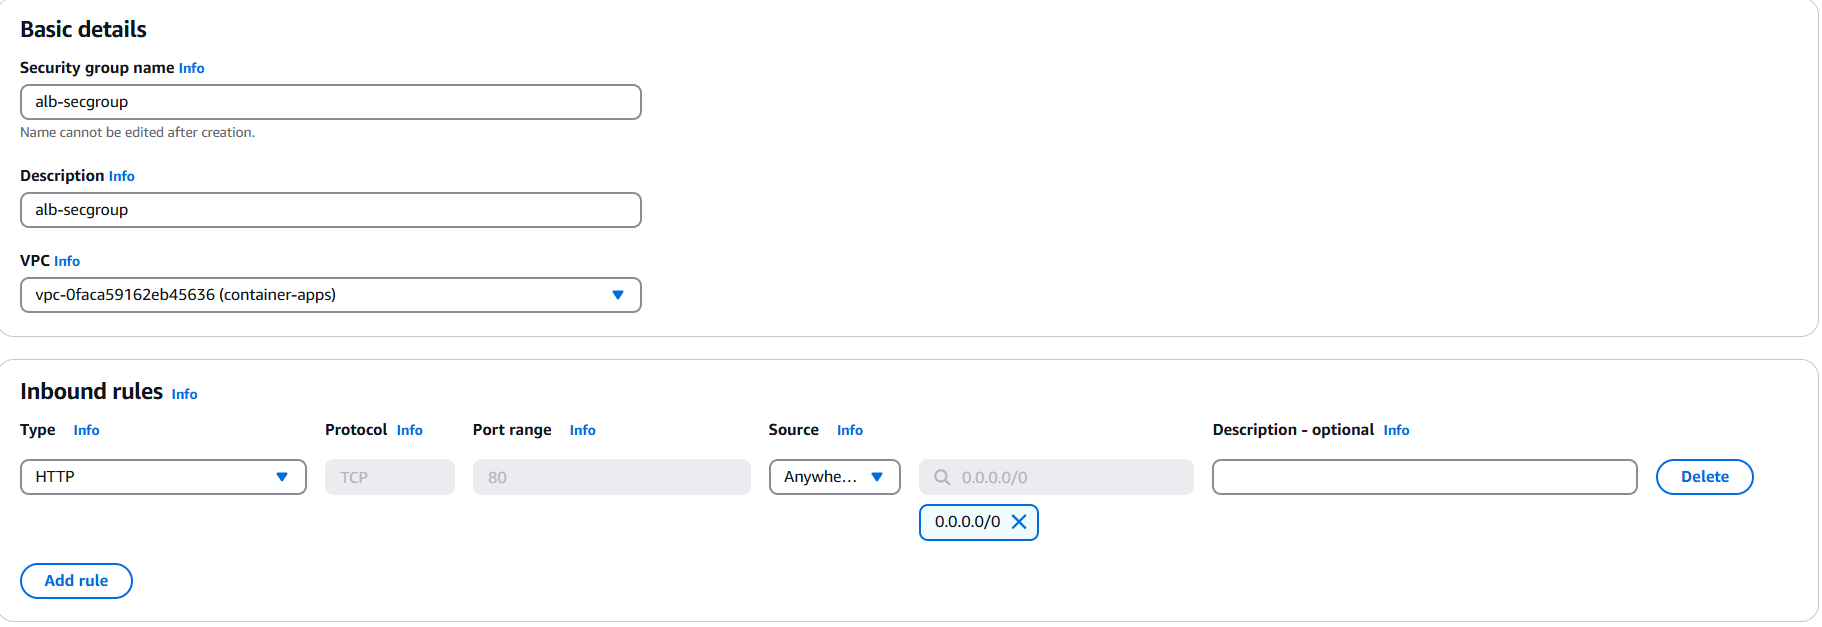 Basic details
Security group name Info
alb-secgroup
Name cannot be edited after creation.
Description Info
alb-secgroup
VPC Info
vpc-0faca59162eb45636 (container-apps)
Inbound rules Info
Type Info Protocol Info Port range Info Source Info Description - optional Info
HTTP TCP 80 Anywhe... 0.0.0.0/0 Delete
0.0.0.0/0
Add rule